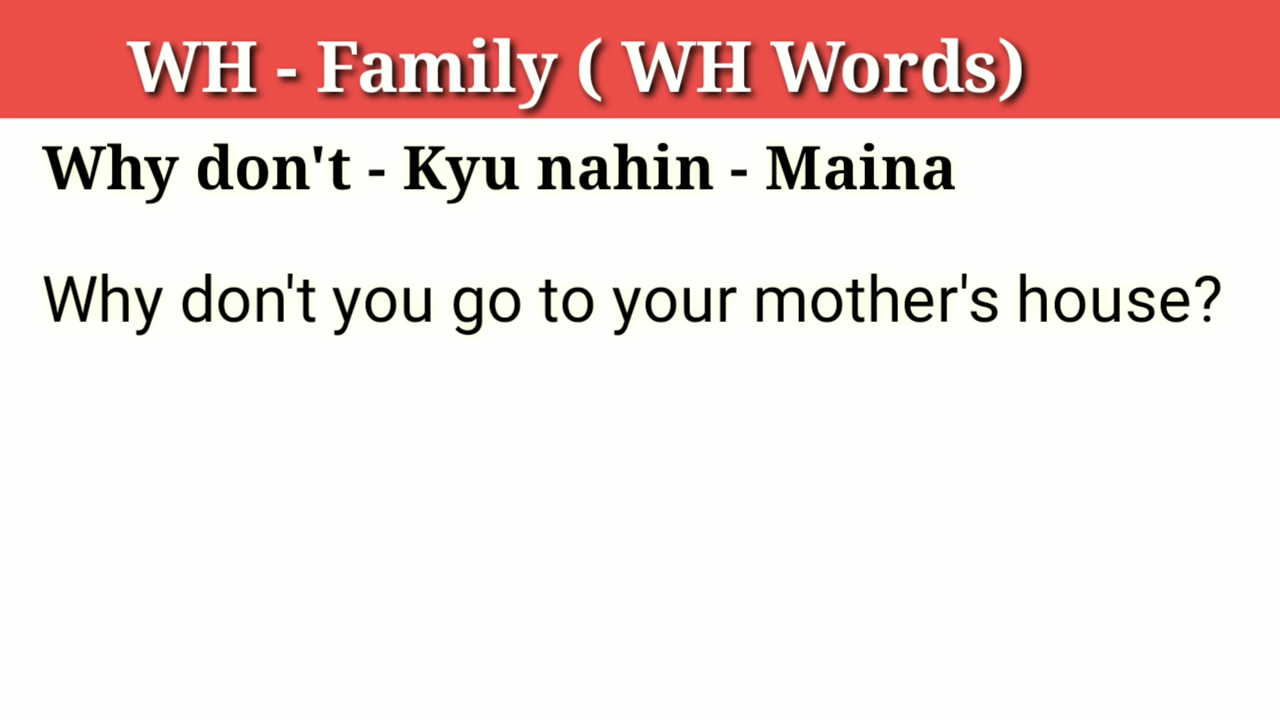 WH - Family ( WH Words)
Why don't - Kyu nahin - Maina
Why don't you go to your mother's house?